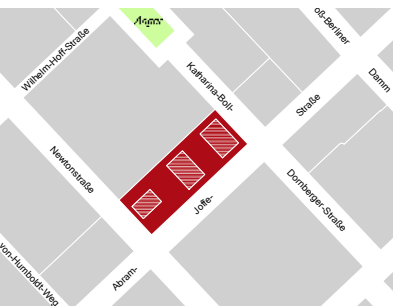 oß-Berliner
Wilhelm-Hoff-Straße
Katharina-Boll-
Damm
Straße
Newtonstraße
Dornberger-Straße
Joffe-
Abram-
von-Humboldt-Weg